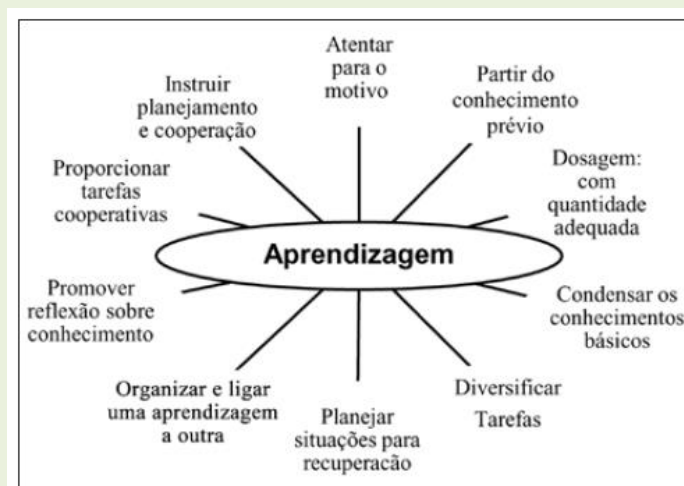 Atentar
para o
motivo
Partir do
conhecimento
prévio
Dosagem:
com
quantidade
adequada
Condensar os
conhecimentos
básicos
Diversificar
Tarefas
Planejar
situações para
recuperacão
Organizar e ligar
uma aprendizagem
a outra
Promover
reflexão sobre
conhecimento
Proporcionar
tarefas
cooperativas
Instruir
planejamento
e cooperação
Aprendizagem